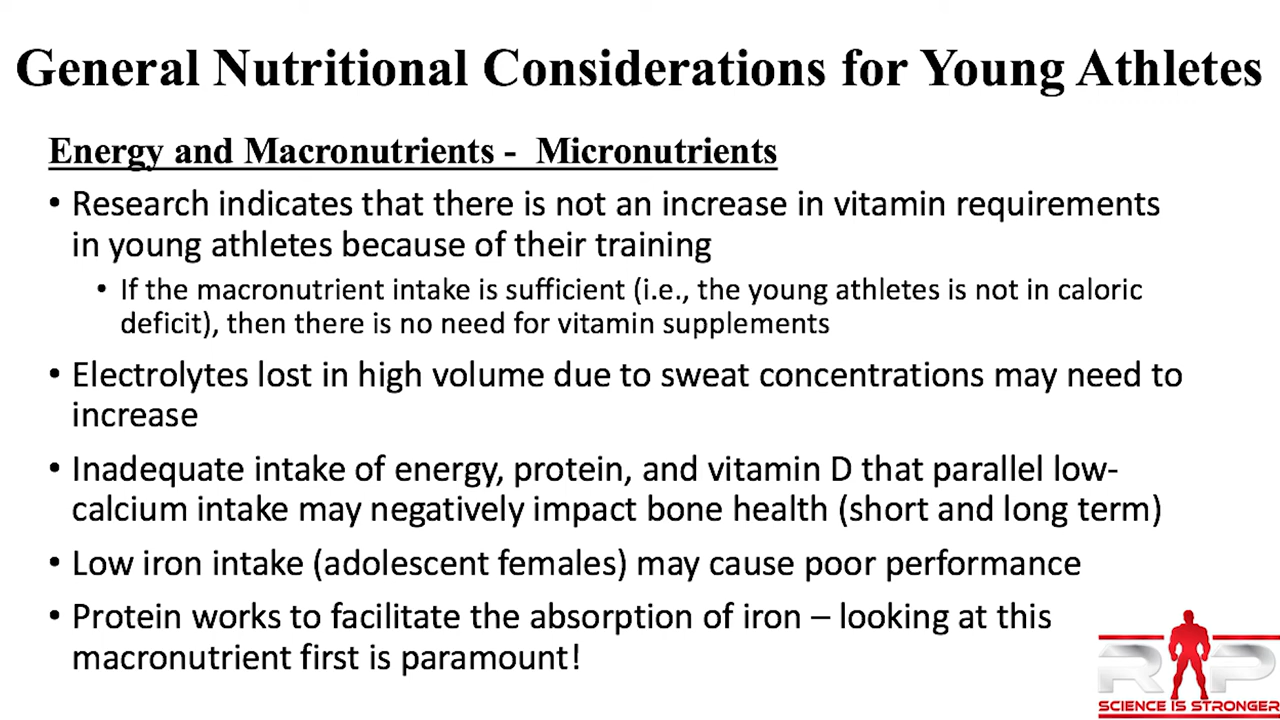 General Nutritional Considerations for Young Athletes
Energy and Macronutrients - Micronutrients
• Research indicates that there is not an increase in vitamin requirements
in young athletes because of their training
• If the macronutrient intake is sufficient (i.e., the young athletes is not in caloric
deficit), then there is no need for vitamin supplements
• Electrolytes lost in high volume due to sweat concentrations may need to
increase
• Inadequate intake of energy, protein, and vitamin D that parallel low-
calcium intake may negatively impact bone health (short and long term)
• Low iron intake (adolescent females) may cause poor performance
• Protein works to facilitate the absorption of iron – looking at this
macronutrient first is paramount!
RP
SCIENCE IS STRONGER